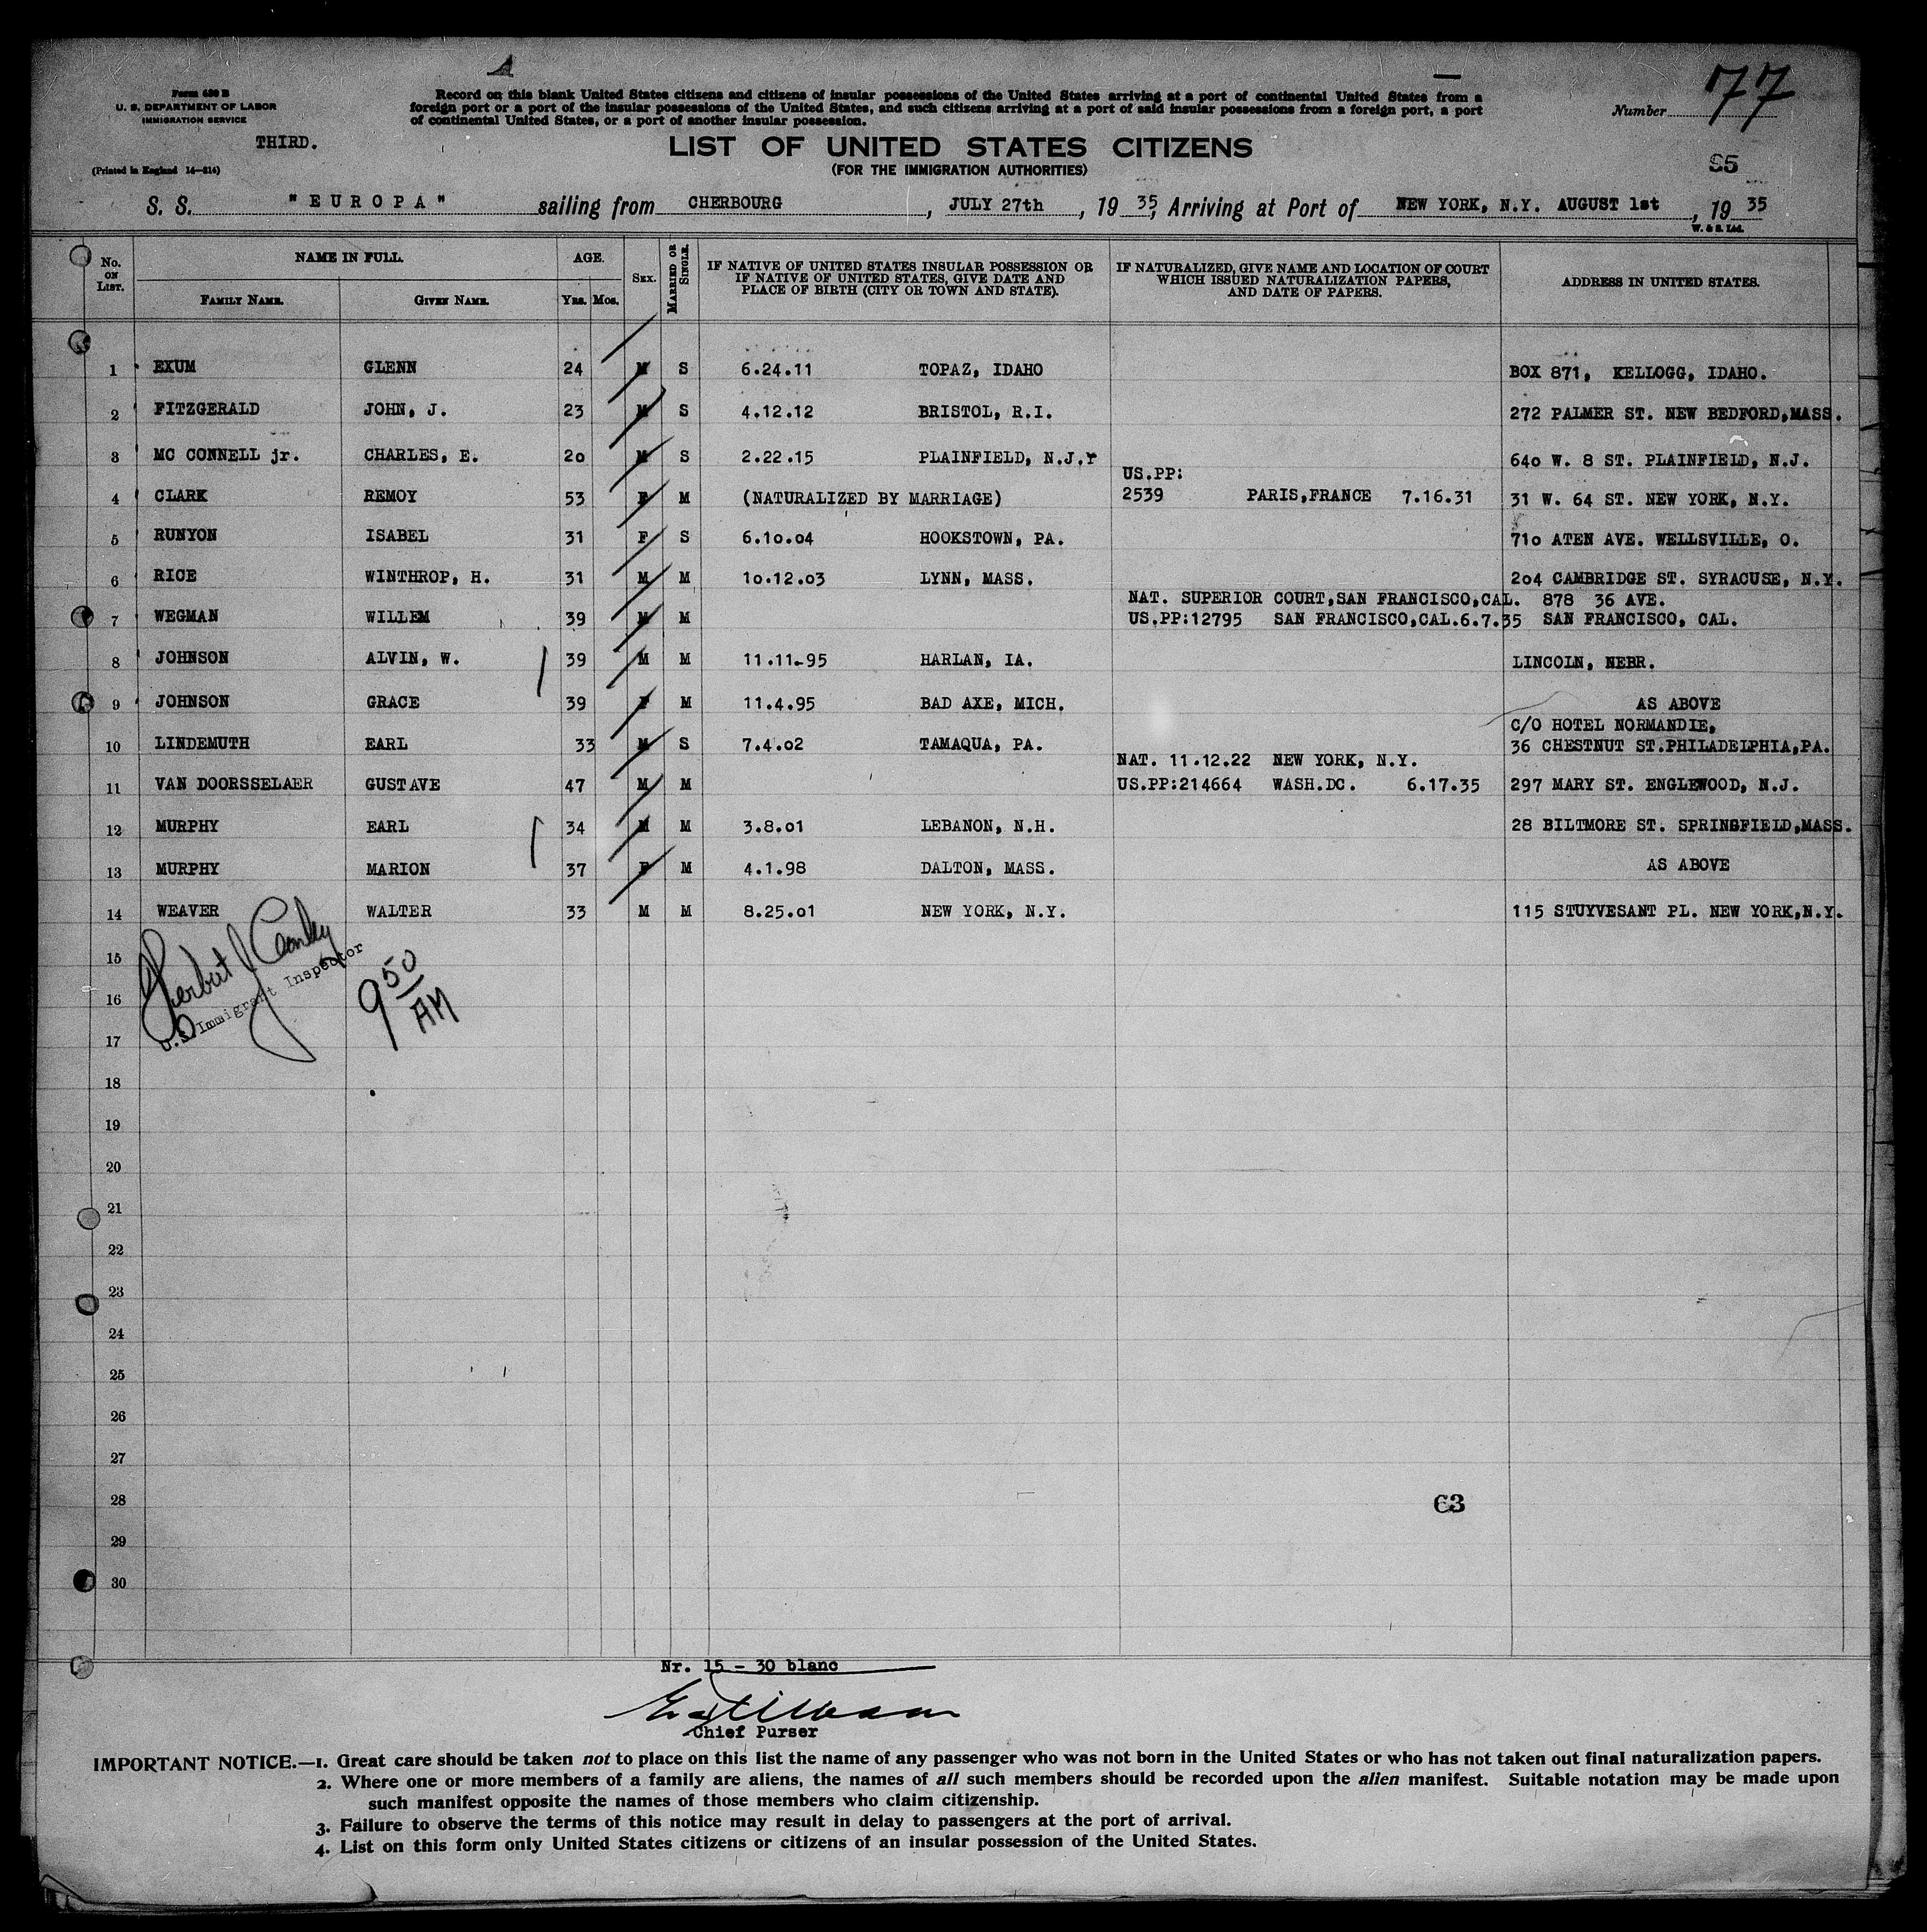 Form 630 B
U. S. DEPARTMENT OF LABOR
IMMIGRATION SERVICE
THIRD.
(Printed in England 14—214)
Record on this blank United States citizens and citizens of insular possessions of the United States arriving at a port of continental United States from a
foreign port or a port of the insular possessions of the United States, and such citizens arriving at a port of said insular possessions from a foreign port, a port
of continental United States, or a port of another insular possession.
Number 77
LIST OF UNITED STATES CITIZENS
(FOR THE IMMIGRATION AUTHORITIES)
95
S. S. "EUROPA" sailing from CHERBOURG, JULY 27th, 19 35, Arriving at Port of NEW YORK, N.Y. AUGUST 1st, 19 35
W. & S. Ltd.
No. ON LIST.
NAME IN FULL.
FAMILY NAME.
GIVEN NAME.
AGE.
Yrs. Mos.
SEX.
MARRIED OR SINGLE.
IF NATIVE OF UNITED STATES INSULAR POSSESSION OR
IF NATIVE OF UNITED STATES, GIVE DATE AND
PLACE OF BIRTH (CITY OR TOWN AND STATE).
IF NATURALIZED, GIVE NAME AND LOCATION OF COURT
WHICH ISSUED NATURALIZATION PAPERS,
AND DATE OF PAPERS.
ADDRESS IN UNITED STATES.
1 EXUM GLENN 24 M S 6.24.11 TOPAZ, IDAHO BOX 871, KELLOGG, IDAHO.
2 FITZGERALD JOHN, J. 23 M S 4.12.12 BRISTOL, R.I. 272 PALMER ST. NEW BEDFORD,MASS.
3 MC CONNELL jr. CHARLES, E. 20 M S 2.22.15 PLAINFIELD, N.J.Y 640 W. 8 ST. PLAINFIELD, N.J.
US.PP:
4 CLARK REMOY 53 F M (NATURALIZED BY MARRIAGE) 2539 PARIS,FRANCE 7.16.31 31 W. 64 ST. NEW YORK, N.Y.
5 RUNYON ISABEL 31 F S 6.10.04 HOOKSTOWN, PA. 710 ATEN AVE. WELLSVILLE, O.
6 RICE WINTHROP, H. 31 M M 10.12.03 LYNN, MASS. 204 CAMBRIDGE ST. SYRACUSE, N.Y.
NAT. SUPERIOR COURT,SAN FRANCISCO,CAL. 878 36 AVE.
7 WEGMAN WILLEM 39 M M US.PP:12795 SAN FRANCISCO,CAL.6.7.35 SAN FRANCISCO, CAL.
8 JOHNSON ALVIN, W. 39 M M 11.11-95 HARLAN, IA. LINCOLN, NEBR.
9 JOHNSON GRACE 39 F M 11.4.95 BAD AXE, MICH. AS ABOVE
C/O HOTEL NORMANDIE,
10 LINDEMUTH EARL 33 M S 7.4.02 TAMAQUA, PA. 36 CHESTNUT ST.PHILADELPHIA,PA.
NAT. 11.12.22 NEW YORK, N.Y.
11 VAN DOORSSELAER GUSTAVE 47 M M US.PP:214664 WASH.DC. 6.17.35 297 MARY ST. ENGLEWOOD, N.J.
12 MURPHY EARL 34 M M 3.8.01 LEBANON, N.H. 28 BILTMORE ST. SPRINGFIELD,MASS.
13 MURPHY MARION 37 F M 4.1.98 DALTON, MASS. AS ABOVE
14 WEAVER WALTER 33 M M 8.25.01 NEW YORK, N.Y. 115 STUYVESANT PL. NEW YORK,N.Y.
15
U.S. Immigrant Inspector
9 50 AM
16
17
18
19
20
21
22
23
24
25
26
27
28
63
29
30
Nr. 15 - 30 blanc
Chief Purser
IMPORTANT NOTICE.—1. Great care should be taken not to place on this list the name of any passenger who was not born in the United States or who has not taken out final naturalization papers.
2. Where one or more members of a family are aliens, the names of all such members should be recorded upon the alien manifest. Suitable notation may be made upon
such manifest opposite the names of those members who claim citizenship.
3. Failure to observe the terms of this notice may result in delay to passengers at the port of arrival.
4. List on this form only United States citizens or citizens of an insular possession of the United States.